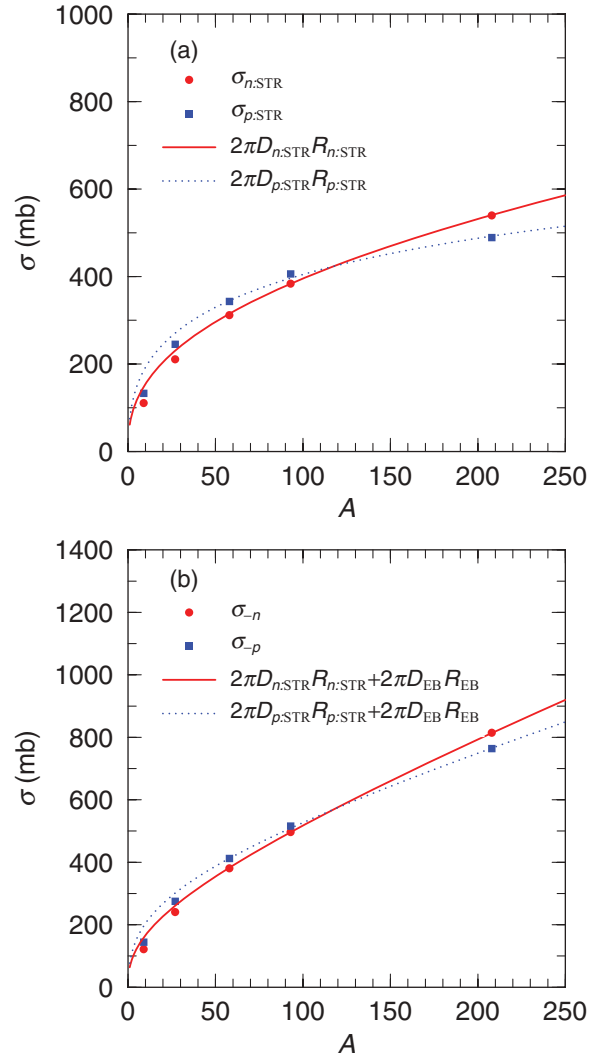 1000
800
600
400
200
0
σ (mb)
(a)
σn:STR
σp:STR
2πDn:STRRn:STR
2πDp:STRRp:STR
0 50 100 150 200 250
A
1400
1200
1000
800
600
400
200
0
σ (mb)
(b)
σ–n
σ–p
2πDn:STRRn:STR+2πDEBREB
2πDp:STRRp:STR+2πDEBREB
0 50 100 150 200 250
A